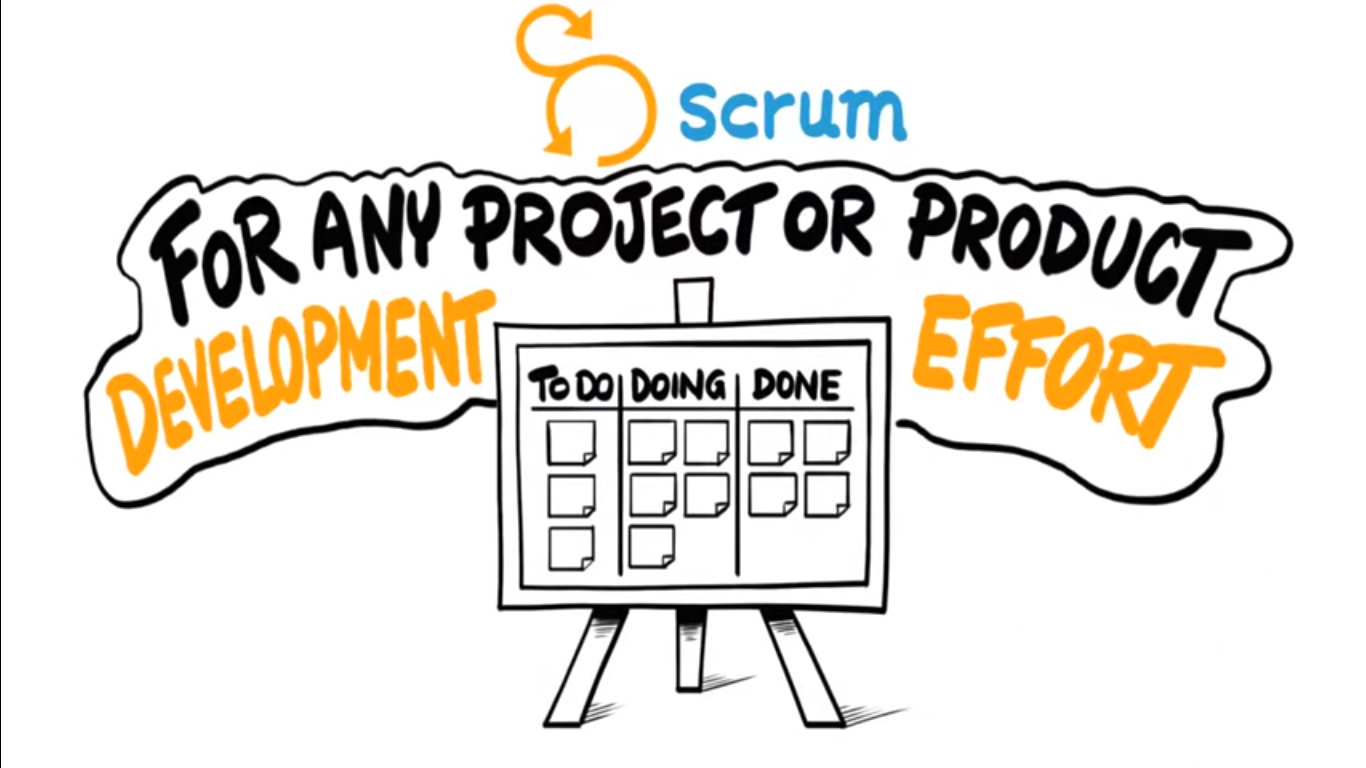 scrum
FOR ANY PROJECT OR PRODUCT
DEVELOPMENT EFFORT
TO DO DOING DONE